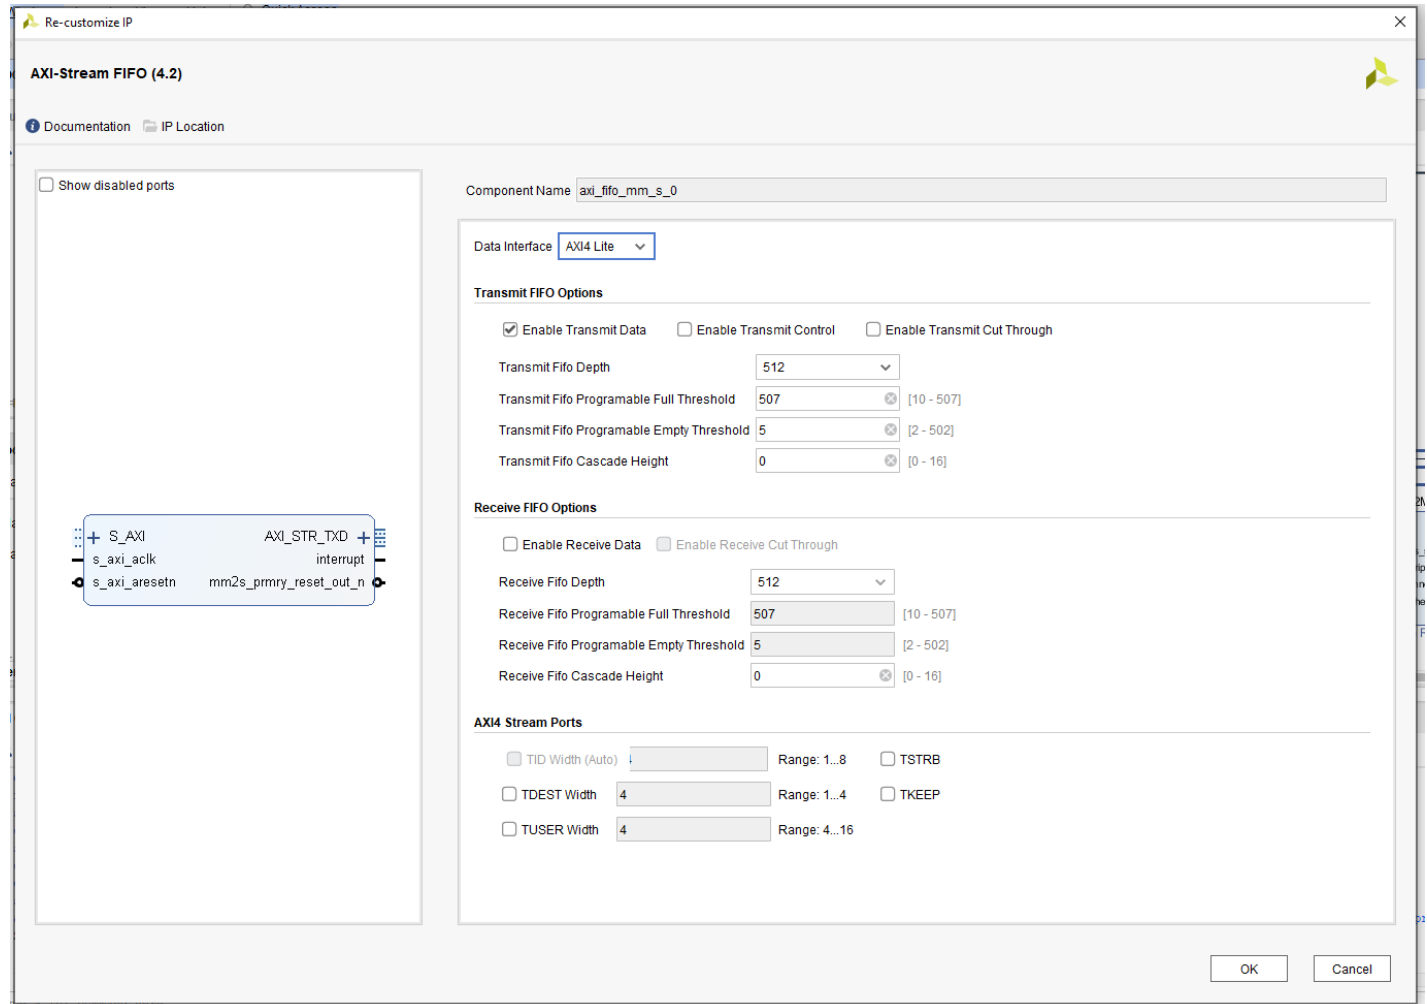 Re-customize IP
AXI-Stream FIFO (4.2)
Documentation IP Location
Show disabled ports
S_AXI AXI_STR_TXD
s_axi_aclk interrupt
s_axi_aresetn mm2s_prmry_reset_out_n
Component Name axi_fifo_mm_s_0
Data Interface AXI4 Lite
Transmit FIFO Options
Enable Transmit Data Enable Transmit Control Enable Transmit Cut Through
Transmit Fifo Depth 512
Transmit Fifo Programable Full Threshold 507 [10 - 507]
Transmit Fifo Programable Empty Threshold 5 [2 - 502]
Transmit Fifo Cascade Height 0 [0 - 16]
Receive FIFO Options
Enable Receive Data Enable Receive Cut Through
Receive Fifo Depth 512
Receive Fifo Programable Full Threshold 507 [10 - 507]
Receive Fifo Programable Empty Threshold 5 [2 - 502]
Receive Fifo Cascade Height 0 [0 - 16]
AXI4 Stream Ports
TID Width (Auto) Range: 1...8 TSTRB
TDEST Width 4 Range: 1...4 TKEEP
TUSER Width 4 Range: 4...16
OK Cancel